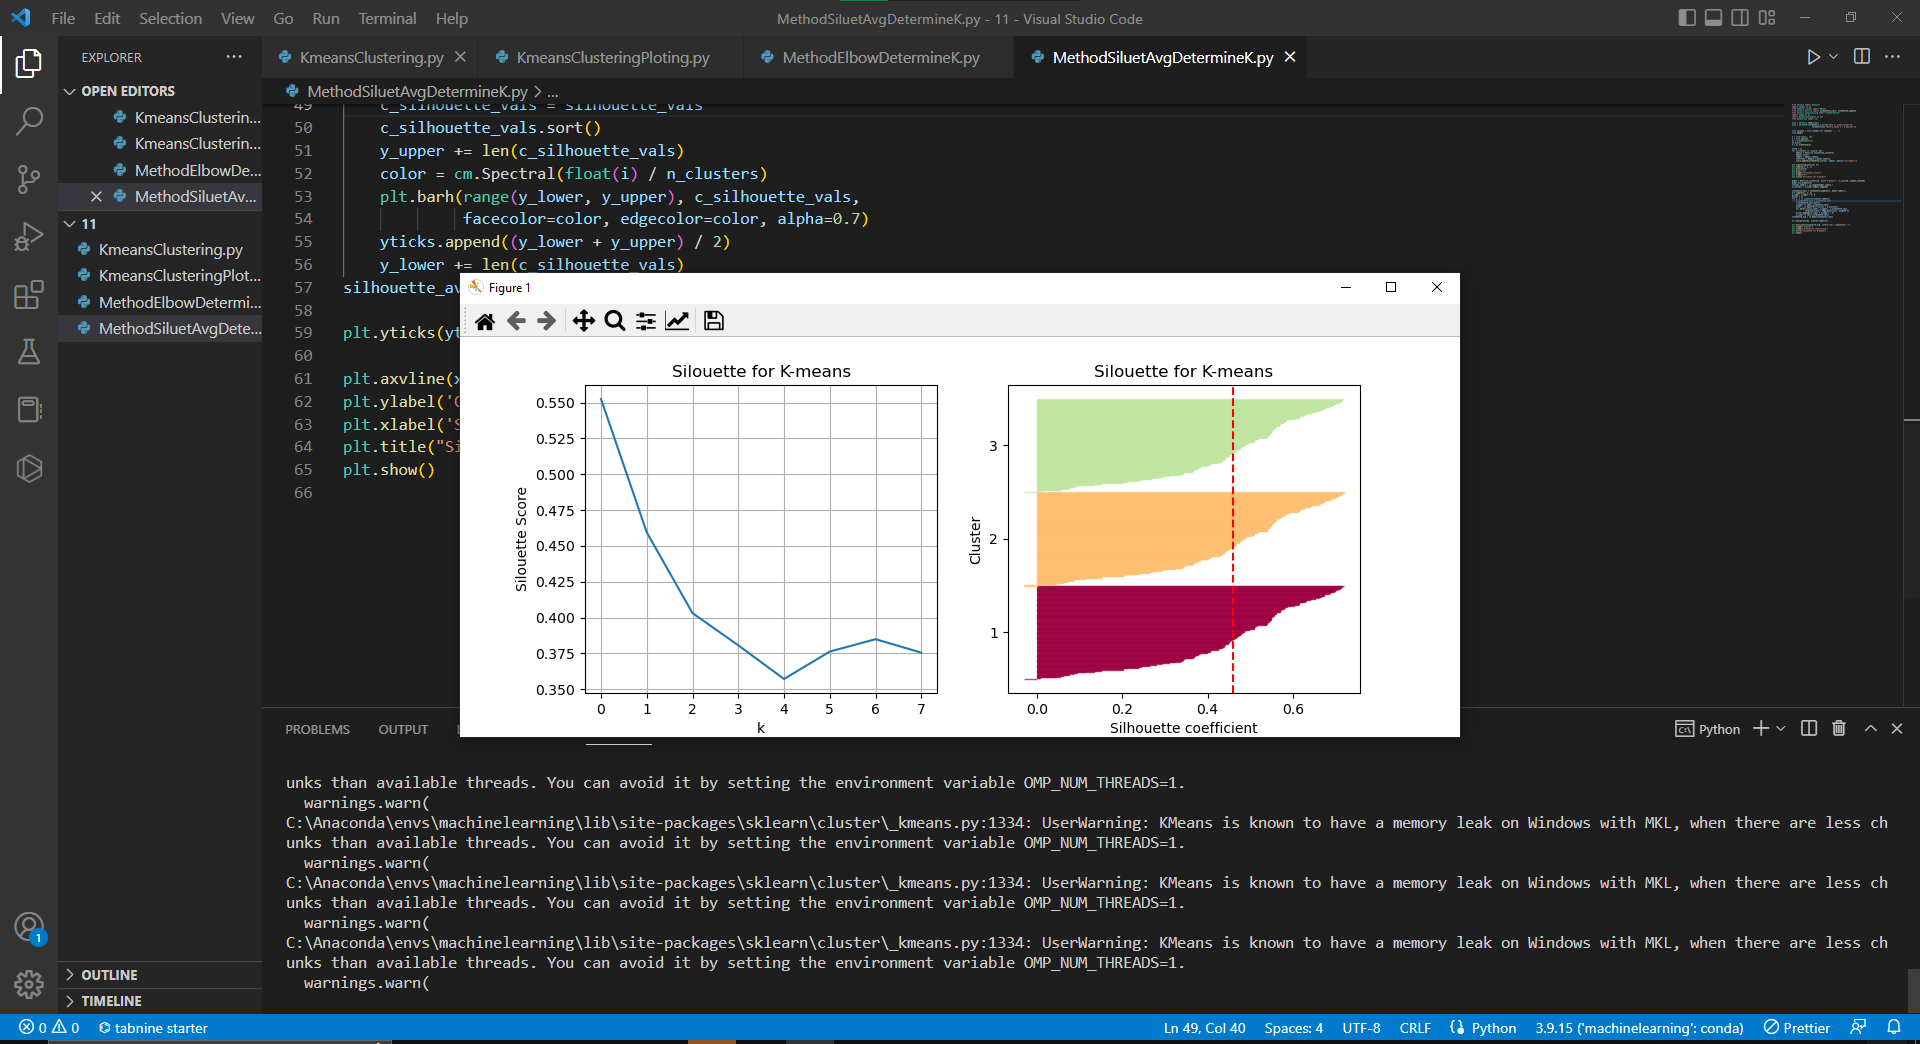 File Edit Selection View Go Run Terminal Help
MethodSiluetAvgDetermineK.py - 11 - Visual Studio Code
EXPLORER
KmeansClustering.py
KmeansClusteringPloting.py
MethodElbowDetermineK.py
MethodSiluetAvgDetermineK.py
OPEN EDITORS
KmeansClusterin...
KmeansClusterin...
MethodElbowDe...
MethodSiluetAv...
11
KmeansClustering.py
KmeansClusteringPlot...
MethodElbowDetermi...
MethodSiluetAvgDete...
MethodSiluetAvgDetermineK.py > ...
49 c_silhouette_vals = silhouette_vals
50 c_silhouette_vals.sort()
51 y_upper += len(c_silhouette_vals)
52 color = cm.Spectral(float(i) / n_clusters)
53 plt.barh(range(y_lower, y_upper), c_silhouette_vals,
54 facecolor=color, edgecolor=color, alpha=0.7)
55 yticks.append((y_lower + y_upper) / 2)
56 y_lower += len(c_silhouette_vals)
57 silhouette_av
58
59 plt.yticks(yt
60
61 plt.axvline(x
62 plt.ylabel('C
63 plt.xlabel('S
64 plt.title("Si
65 plt.show()
66
Figure 1
Silouette for K-means
Silouette Score
0.550
0.525
0.500
0.475
0.450
0.425
0.400
0.375
0.350
0 1 2 3 4 5 6 7
k
Silouette for K-means
Cluster
3
2
1
0.0 0.2 0.4 0.6
Silhouette coefficient
PROBLEMS OUTPUT
Python
unks than available threads. You can avoid it by setting the environment variable OMP_NUM_THREADS=1.
warnings.warn(
C:\Anaconda\envs\machinelearning\lib\site-packages\sklearn\cluster\_kmeans.py:1334: UserWarning: KMeans is known to have a memory leak on Windows with MKL, when there are less ch
unks than available threads. You can avoid it by setting the environment variable OMP_NUM_THREADS=1.
warnings.warn(
C:\Anaconda\envs\machinelearning\lib\site-packages\sklearn\cluster\_kmeans.py:1334: UserWarning: KMeans is known to have a memory leak on Windows with MKL, when there are less ch
unks than available threads. You can avoid it by setting the environment variable OMP_NUM_THREADS=1.
warnings.warn(
C:\Anaconda\envs\machinelearning\lib\site-packages\sklearn\cluster\_kmeans.py:1334: UserWarning: KMeans is known to have a memory leak on Windows with MKL, when there are less ch
unks than available threads. You can avoid it by setting the environment variable OMP_NUM_THREADS=1.
warnings.warn(
1
OUTLINE
TIMELINE
0 0 tabnine starter
Ln 49, Col 40 Spaces: 4 UTF-8 CRLF Python 3.9.15 ('machinelearning': conda) Prettier